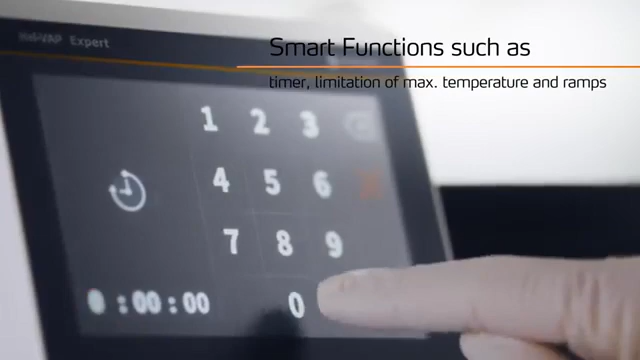 Smart Functions such as
timer, limitation of max. temperature and ramps
Hei-VAP Expert
1 2 3
4 5 6
7 8 9
0 :00:00 0